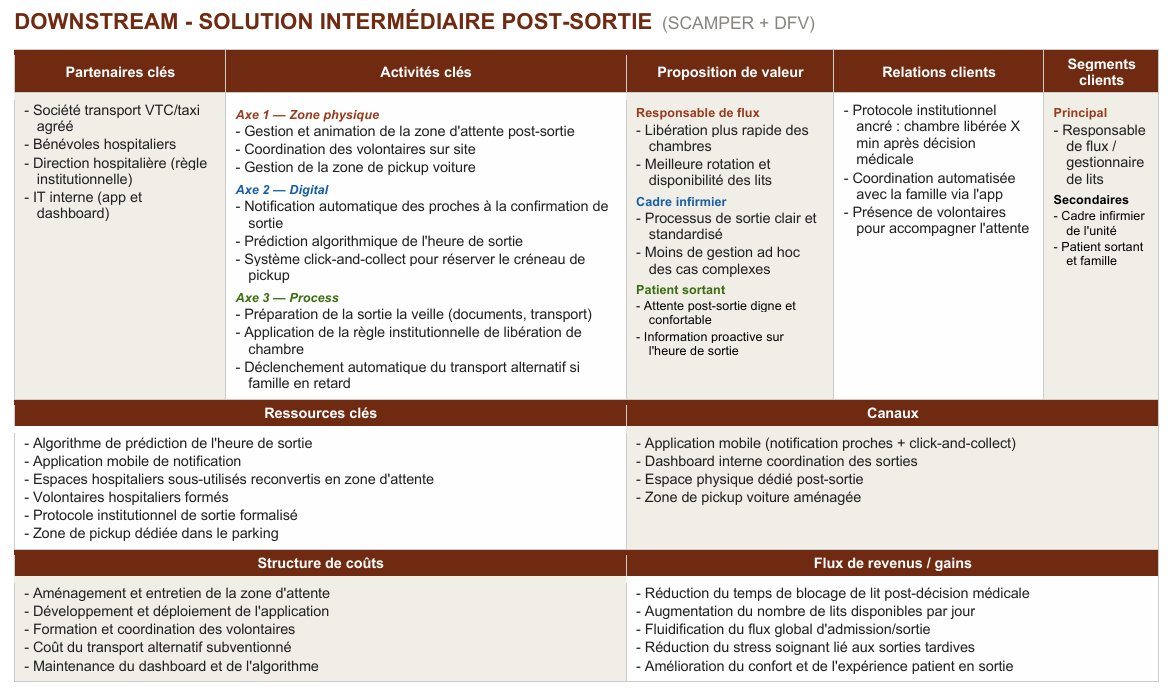 DOWNSTREAM - SOLUTION INTERMÉDIAIRE POST-SORTIE (SCAMPER + DFV)
Partenaires clés
- Société transport VTC/taxi
agréé
- Bénévoles hospitaliers
- Direction hospitalière (règle
institutionnelle)
- IT interne (app et
dashboard)
Activités clés
Axe 1 — Zone physique
- Gestion et animation de la zone d'attente post-sortie
- Coordination des volontaires sur site
- Gestion de la zone de pickup voiture
Axe 2 — Digital
- Notification automatique des proches à la confirmation de
sortie
- Prédiction algorithmique de l'heure de sortie
- Système click-and-collect pour réserver le créneau de
pickup
Axe 3 — Process
- Préparation de la sortie la veille (documents, transport)
- Application de la règle institutionnelle de libération de
chambre
- Déclenchement automatique du transport alternatif si
famille en retard
Proposition de valeur
Responsable de flux
- Libération plus rapide des
chambres
- Meilleure rotation et
disponibilité des lits
Cadre infirmier
- Processus de sortie clair et
standardisé
- Moins de gestion ad hoc
des cas complexes
Patient sortant
- Attente post-sortie digne et
confortable
- Information proactive sur
l'heure de sortie
Relations clients
- Protocole institutionnel
ancré : chambre libérée X
min après décision
médicale
- Coordination automatisée
avec la famille via l'app
- Présence de volontaires
pour accompagner l'attente
Segments
clients
Principal
- Responsable
de flux /
gestionnaire
de lits
Secondaires
- Cadre infirmier
de l'unité
- Patient sortant
et famille
Ressources clés
- Algorithme de prédiction de l'heure de sortie
- Application mobile de notification
- Espaces hospitaliers sous-utilisés reconvertis en zone d'attente
- Volontaires hospitaliers formés
- Protocole institutionnel de sortie formalisé
- Zone de pickup dédiée dans le parking
Canaux
- Application mobile (notification proches + click-and-collect)
- Dashboard interne coordination des sorties
- Espace physique dédié post-sortie
- Zone de pickup voiture aménagée
Structure de coûts
- Aménagement et entretien de la zone d'attente
- Développement et déploiement de l'application
- Formation et coordination des volontaires
- Coût du transport alternatif subventionné
- Maintenance du dashboard et de l'algorithme
Flux de revenus / gains
- Réduction du temps de blocage de lit post-décision médicale
- Augmentation du nombre de lits disponibles par jour
- Fluidification du flux global d'admission/sortie
- Réduction du stress soignant lié aux sorties tardives
- Amélioration du confort et de l'expérience patient en sortie